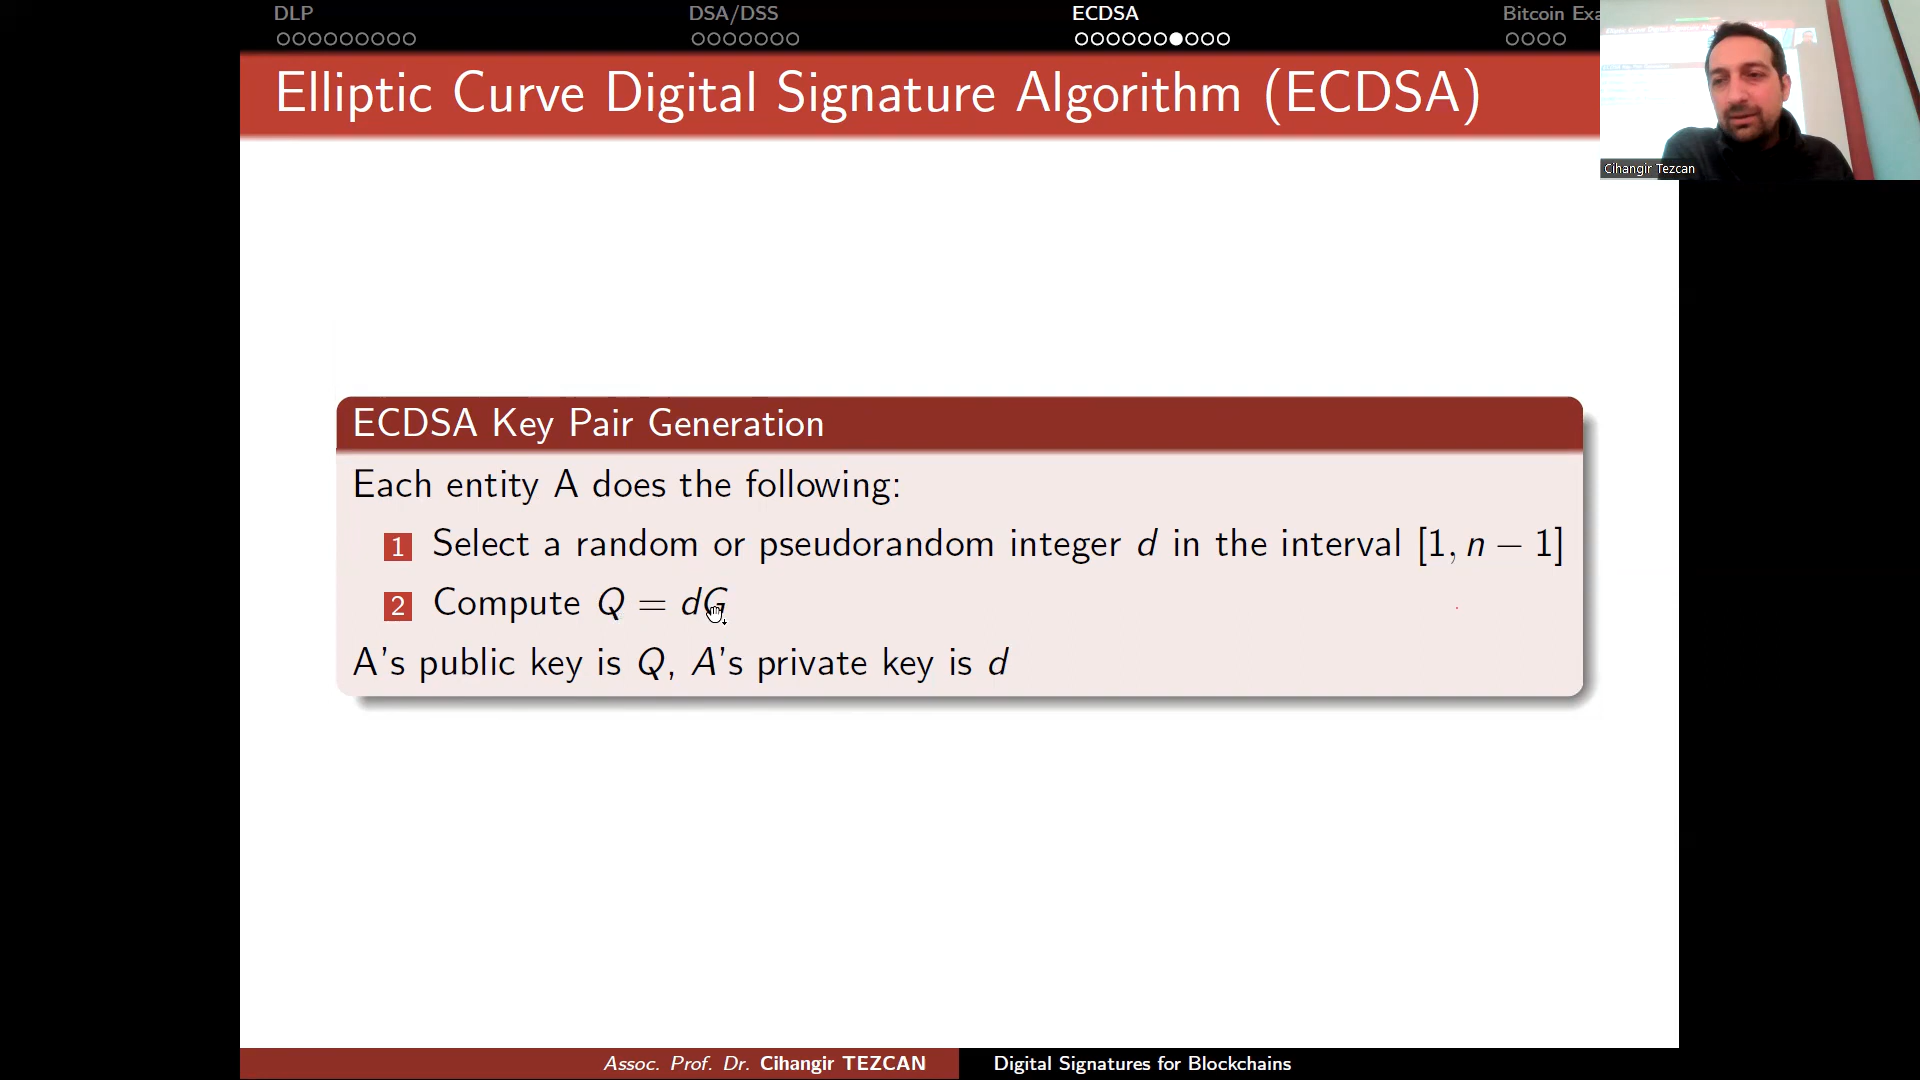 DLP
DSA/DSS
ECDSA
Bitcoin Exa
Elliptic Curve Digital Signature Algorithm (ECDSA)
Cihangir Tezcan
ECDSA Key Pair Generation
Each entity A does the following:
1 Select a random or pseudorandom integer d in the interval [1, n − 1]
2 Compute Q = dG
A's public key is Q, A's private key is d
Assoc. Prof. Dr. Cihangir TEZCAN
Digital Signatures for Blockchains